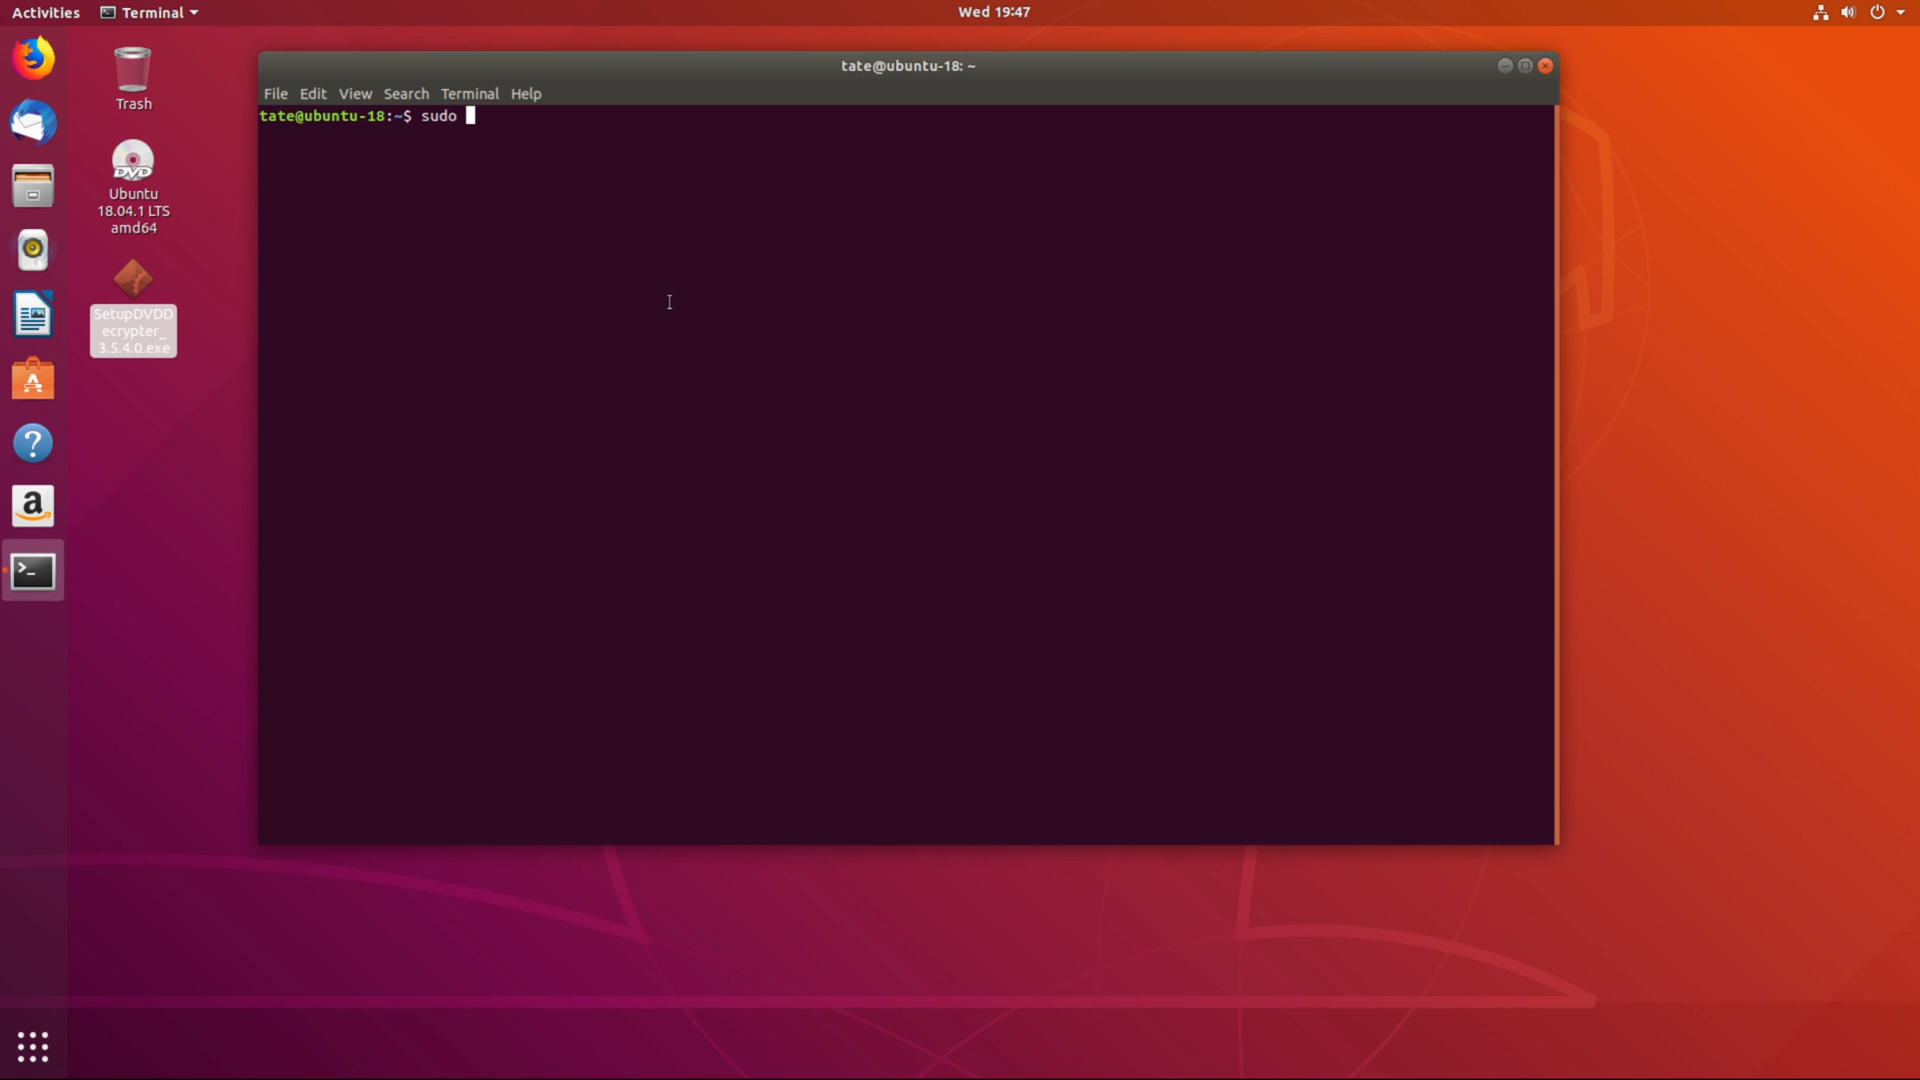 Activities
Terminal
Wed 19:47
Trash
DVD
Ubuntu
18.04.1 LTS
amd64
SetupDVDD
ecrypter_
3.5.4.0.exe
tate@ubuntu-18: ~
File Edit View Search Terminal Help
tate@ubuntu-18:~$ sudo